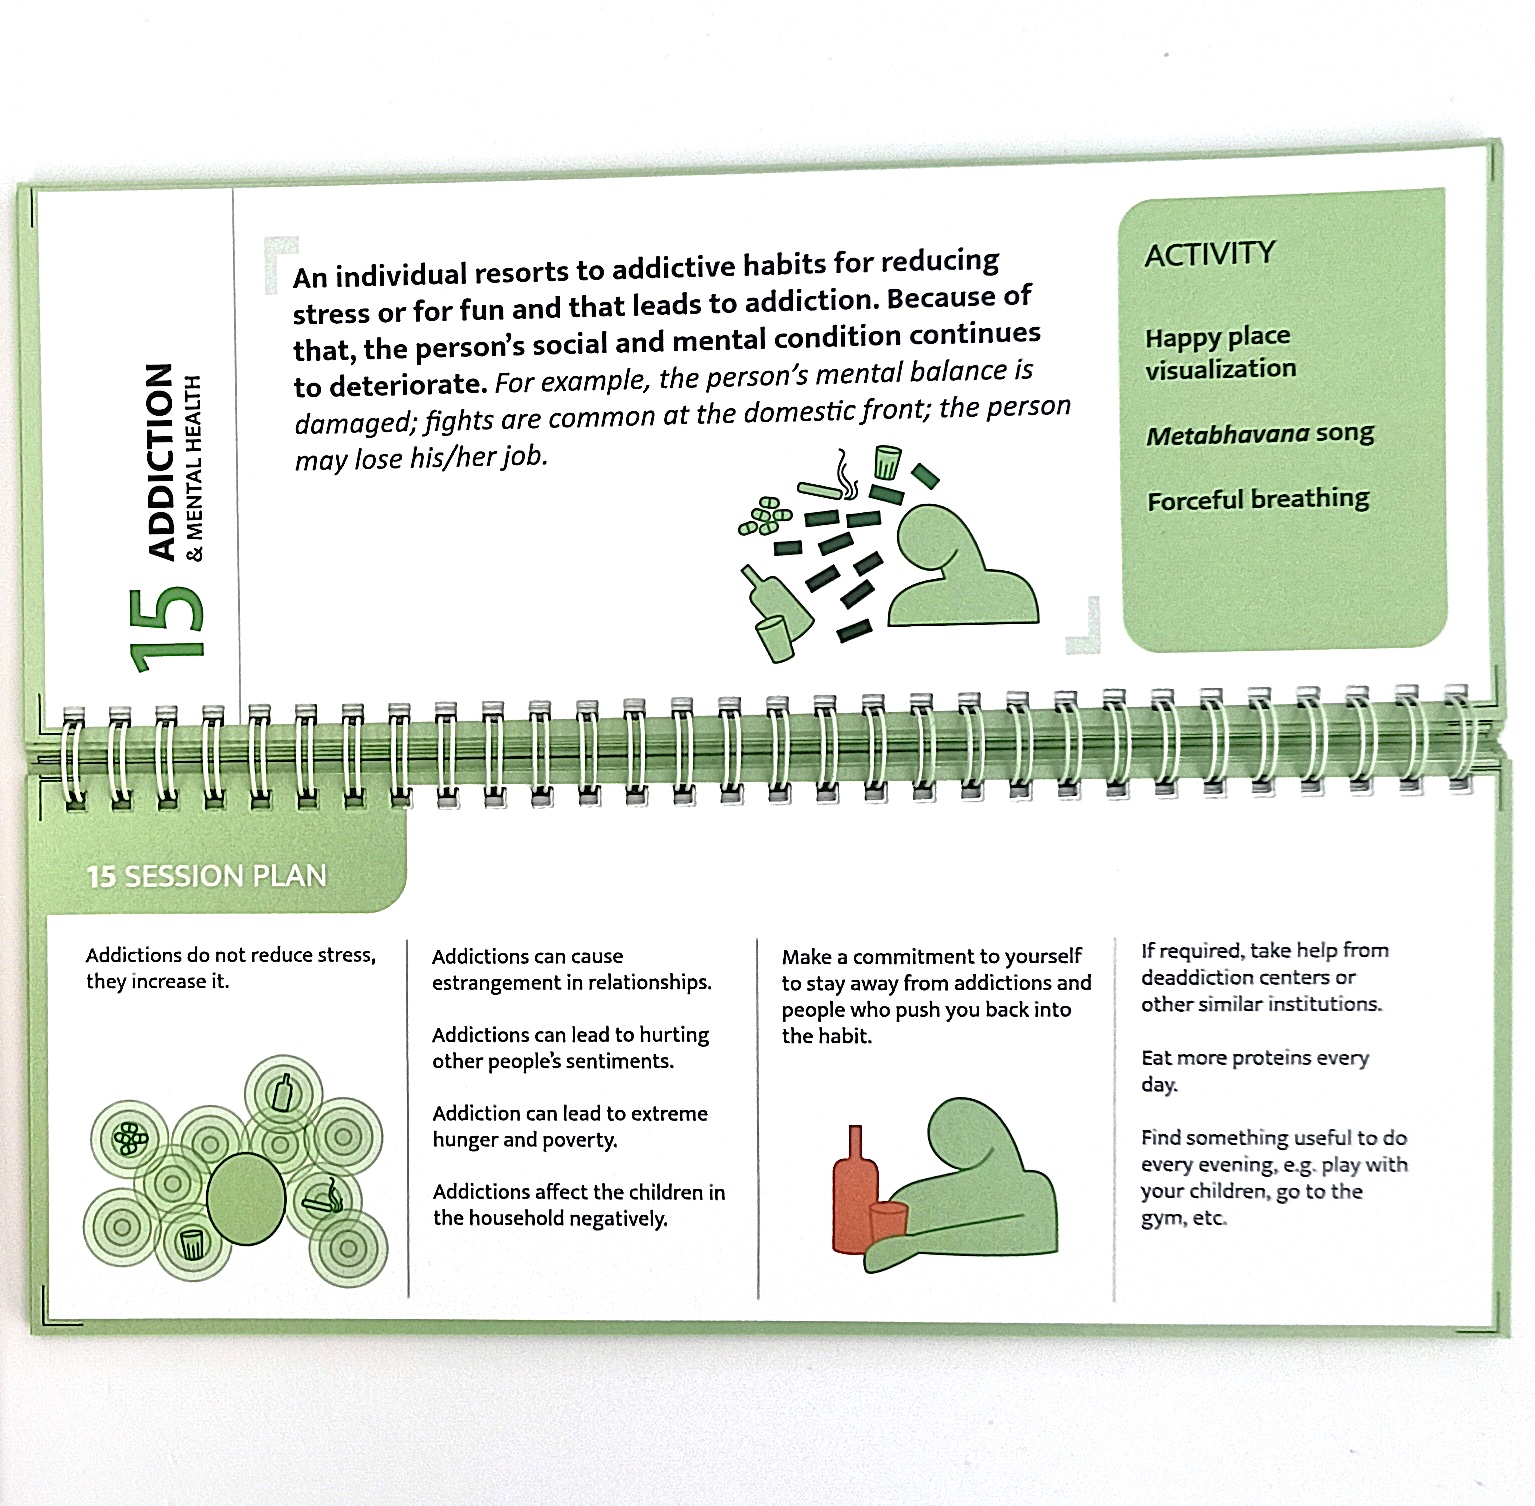 15 ADDICTION
& MENTAL HEALTH
An individual resorts to addictive habits for reducing
stress or for fun and that leads to addiction. Because of
that, the person's social and mental condition continues
to deteriorate. For example, the person's mental balance is
damaged; fights are common at the domestic front; the person
may lose his/her job.
ACTIVITY
Happy place
visualization
Metabhavana song
Forceful breathing
15 SESSION PLAN
Addictions do not reduce stress,
they increase it.
Addictions can cause
estrangement in relationships.
Addictions can lead to hurting
other people's sentiments.
Addiction can lead to extreme
hunger and poverty.
Addictions affect the children in
the household negatively.
Make a commitment to yourself
to stay away from addictions and
people who push you back into
the habit.
If required, take help from
deaddiction centers or
other similar institutions.
Eat more proteins every
day.
Find something useful to do
every evening, e.g. play with
your children, go to the
gym, etc.